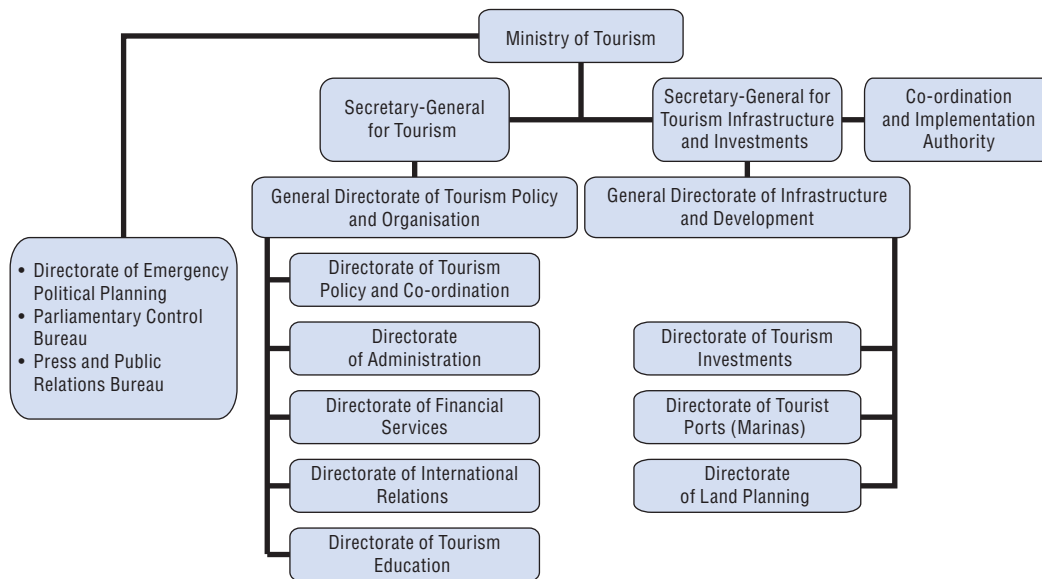 Ministry of Tourism
Secretary-General
for Tourism
Secretary-General for
Tourism Infrastructure
and Investments
Co-ordination
and Implementation
Authority
General Directorate of Tourism Policy
and Organisation
General Directorate of Infrastructure
and Development
• Directorate of Emergency
Political Planning
• Parliamentary Control
Bureau
• Press and Public
Relations Bureau
Directorate of Tourism
Policy and Co-ordination
Directorate
of Administration
Directorate of Financial
Services
Directorate of International
Relations
Directorate of Tourism
Education
Directorate of Tourism
Investments
Directorate of Tourist
Ports (Marinas)
Directorate
of Land Planning